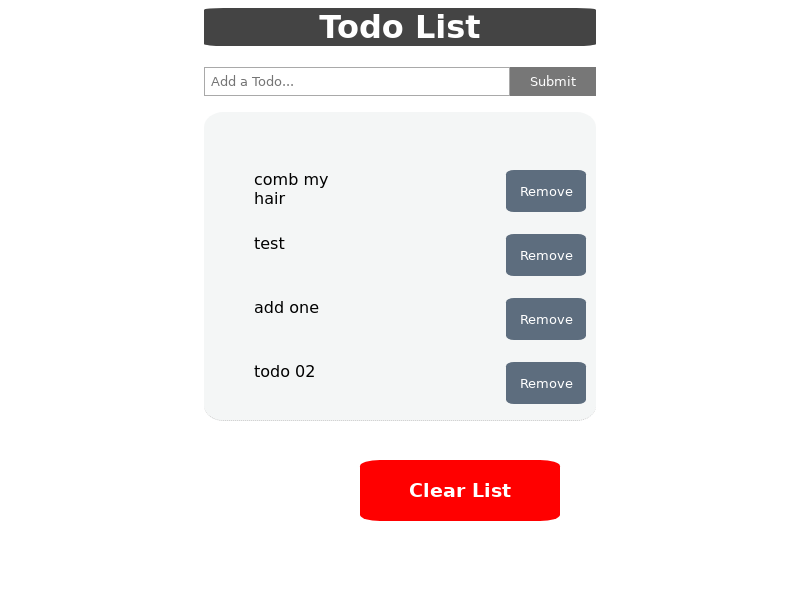 Todo List
Add a Todo...
Submit
comb my
hair
Remove
test
Remove
add one
Remove
todo 02
Remove
Clear List